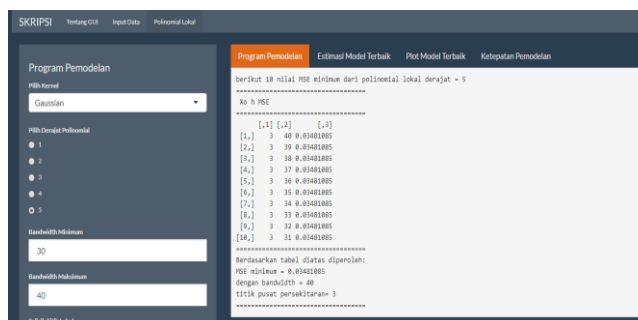 SKRIPSI Tentang GUI Input Data Polinomial Lokal
Program Pemodelan
Pilih Kernel
Gaussian
Pilih Derajat Polinomial
1
2
3
4
5
Bandwidth Minimum
30
Bandwidth Maksimum
40
Program Pemodelan Estimasi Model Terbaik Plot Model Terbaik Ketepatan Pemodelan
berikut 10 nilai MSE minimum dari polinomial lokal derajat = 5
==================================
Xo h MSE
==================================
[,1] [,2] [,3]
[1,] 3 40 0.03481085
[2,] 3 39 0.03481085
[3,] 3 38 0.03481085
[4,] 3 37 0.03481085
[5,] 3 36 0.03481085
[6,] 3 35 0.03481085
[7,] 3 34 0.03481085
[8,] 3 33 0.03481085
[9,] 3 32 0.03481085
[10,] 3 31 0.03481085
==================================
Berdasarkan tabel diatas diperoleh:
MSE minimum = 0.03481085
dengan bandwidth = 40
titik pusat persekitaran= 3
==================================